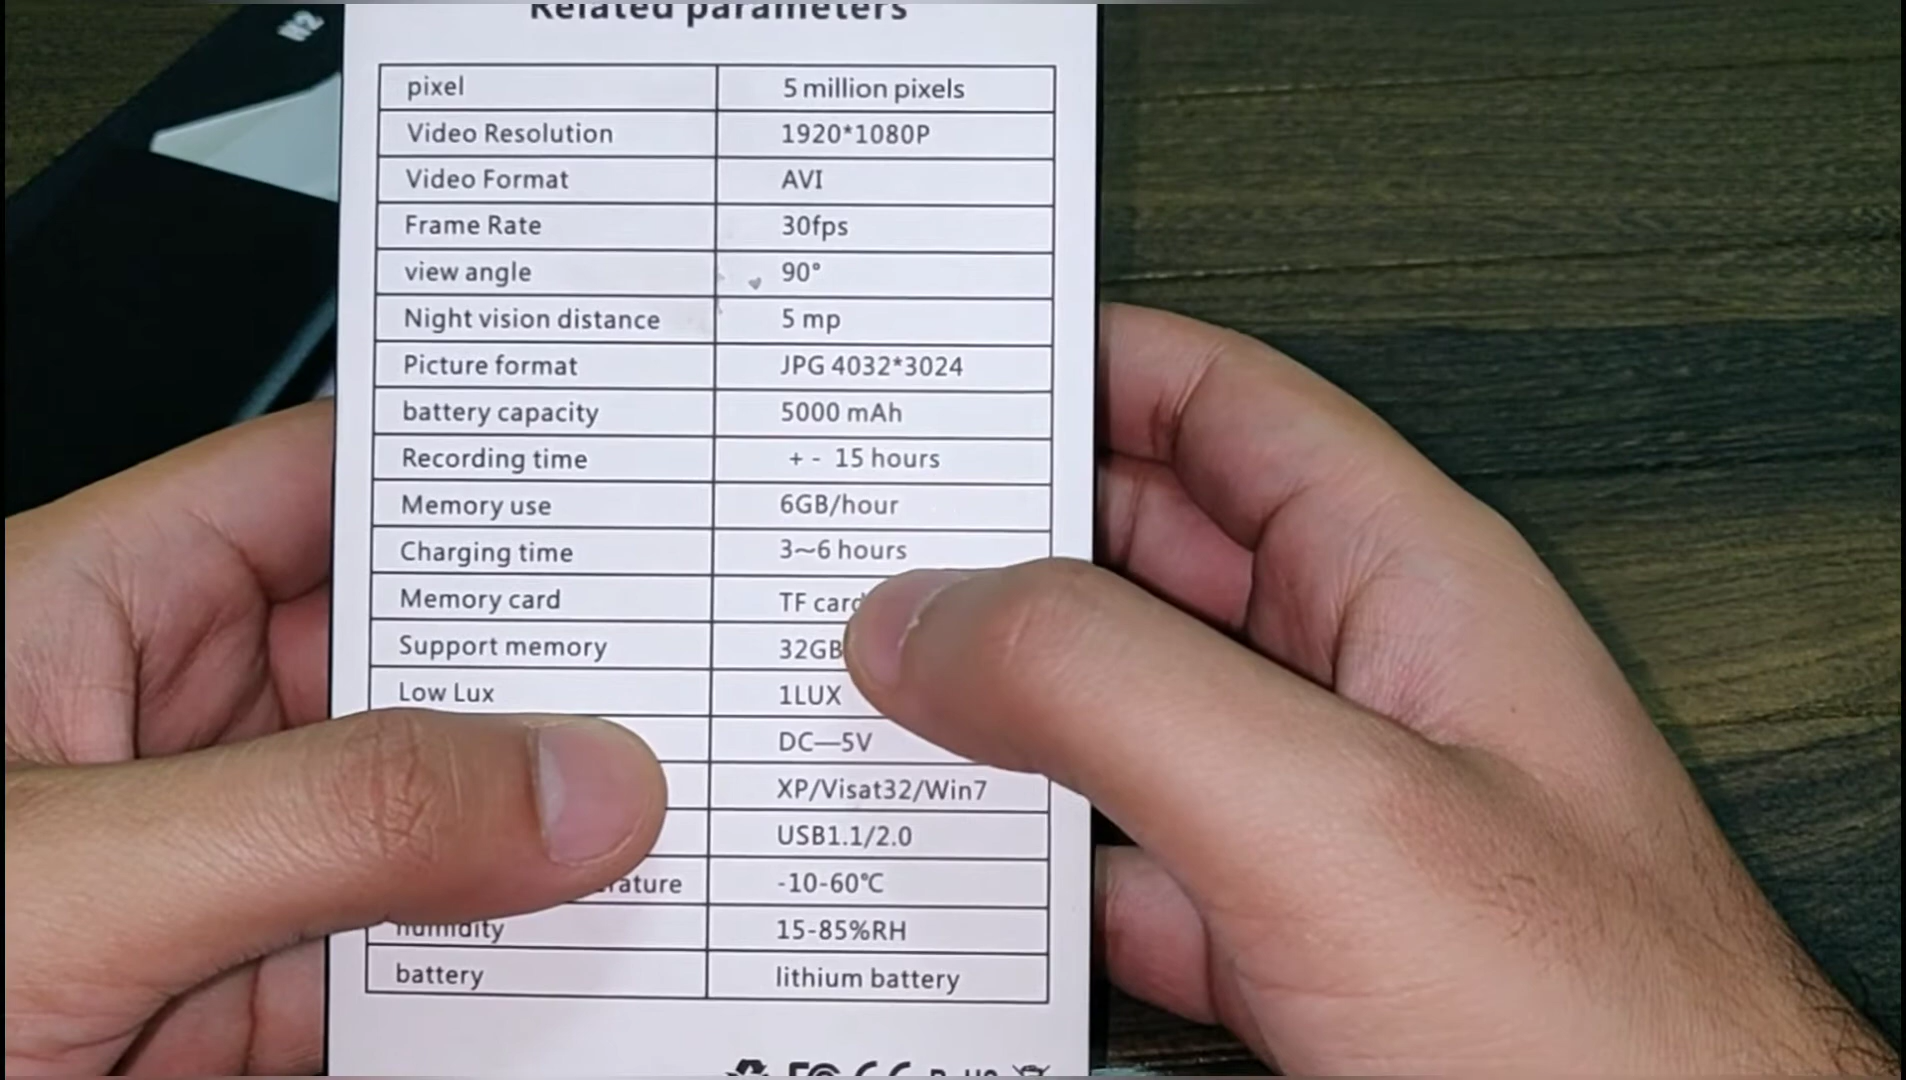 Related parameters
pixel 5 million pixels
Video Resolution 1920*1080P
Video Format AVI
Frame Rate 30fps
view angle 90°
Night vision distance 5 mp
Picture format JPG 4032*3024
battery capacity 5000 mAh
Recording time + - 15 hours
Memory use 6GB/hour
Charging time 3~6 hours
Memory card TF card
Support memory 32GB
Low Lux 1LUX
DC—5V
XP/Visat32/Win7
USB1.1/2.0
-10-60℃
humidity 15-85%RH
battery lithium battery